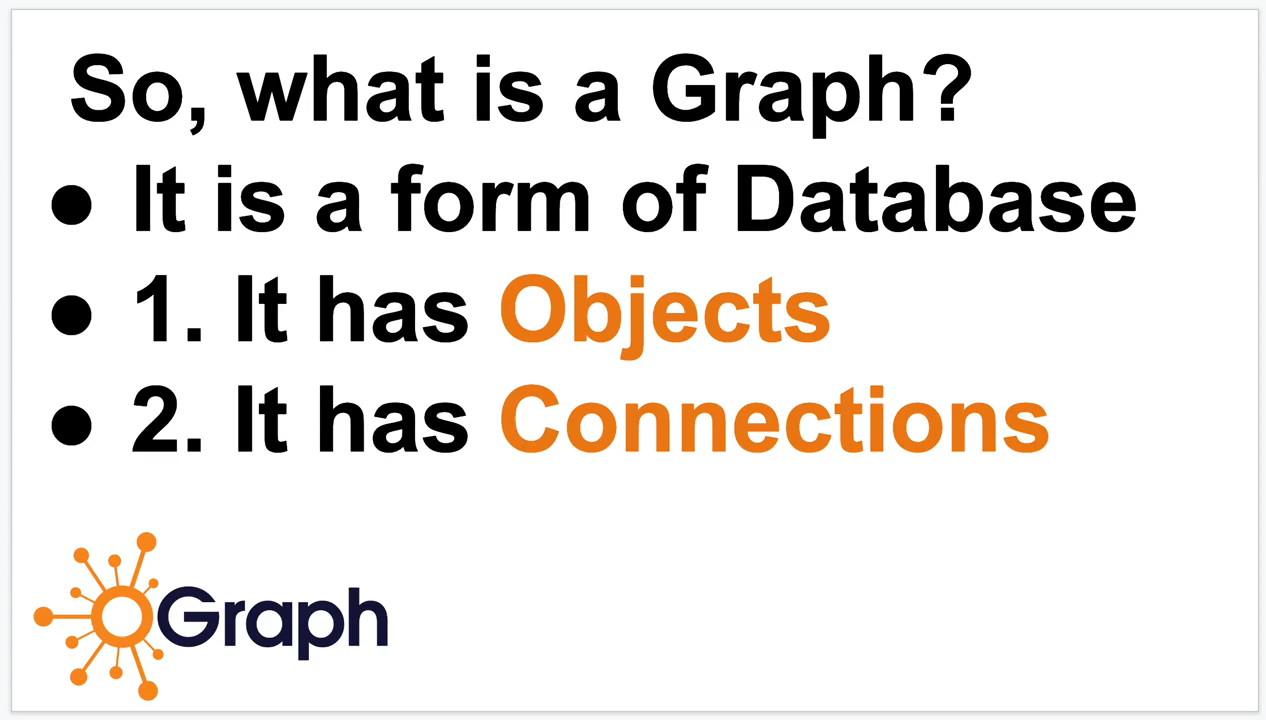 So, what is a Graph?
● It is a form of Database
● 1. It has Objects
● 2. It has Connections
Graph